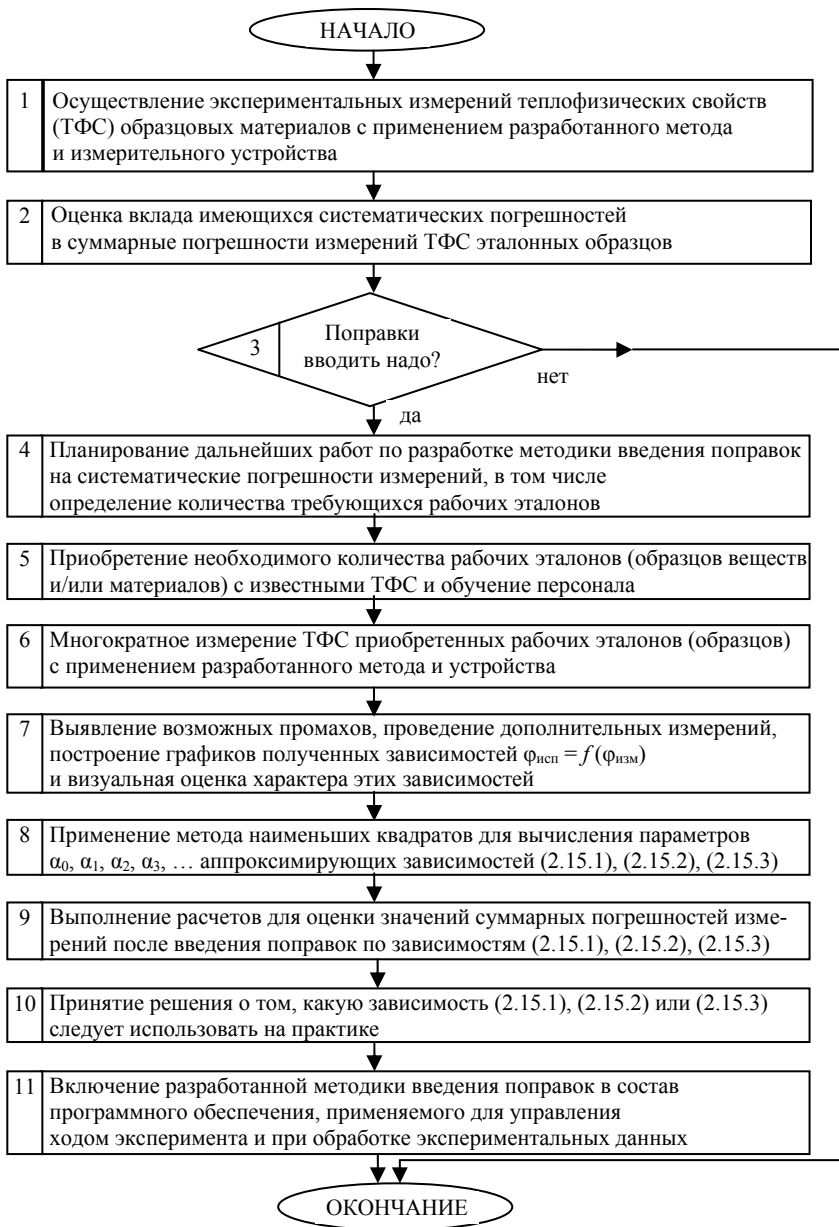 НАЧАЛО
1 Осуществление экспериментальных измерений теплофизических свойств
(ТФС) образцовых материалов с применением разработанного метода
и измерительного устройства
2 Оценка вклада имеющихся систематических погрешностей
в суммарные погрешности измерений ТФС эталонных образцов
3 Поправки
вводить надо?
нет
да
4 Планирование дальнейших работ по разработке методики введения поправок
на систематические погрешности измерений, в том числе
определение количества требующихся рабочих эталонов
5 Приобретение необходимого количества рабочих эталонов (образцов веществ
и/или материалов) с известными ТФС и обучение персонала
6 Многократное измерение ТФС приобретенных рабочих эталонов (образцов)
с применением разработанного метода и устройства
7 Выявление возможных промахов, проведение дополнительных измерений,
построение графиков полученных зависимостей φисп = f (φизм)
и визуальная оценка характера этих зависимостей
8 Применение метода наименьших квадратов для вычисления параметров
α₀, α₁, α₂, α₃, … аппроксимирующих зависимостей (2.15.1), (2.15.2), (2.15.3)
9 Выполнение расчетов для оценки значений суммарных погрешностей изме-
рений после введения поправок по зависимостям (2.15.1), (2.15.2), (2.15.3)
10 Принятие решения о том, какую зависимость (2.15.1), (2.15.2) или (2.15.3)
следует использовать на практике
11 Включение разработанной методики введения поправок в состав
программного обеспечения, применяемого для управления
ходом эксперимента и при обработке экспериментальных данных
ОКОНЧАНИЕ